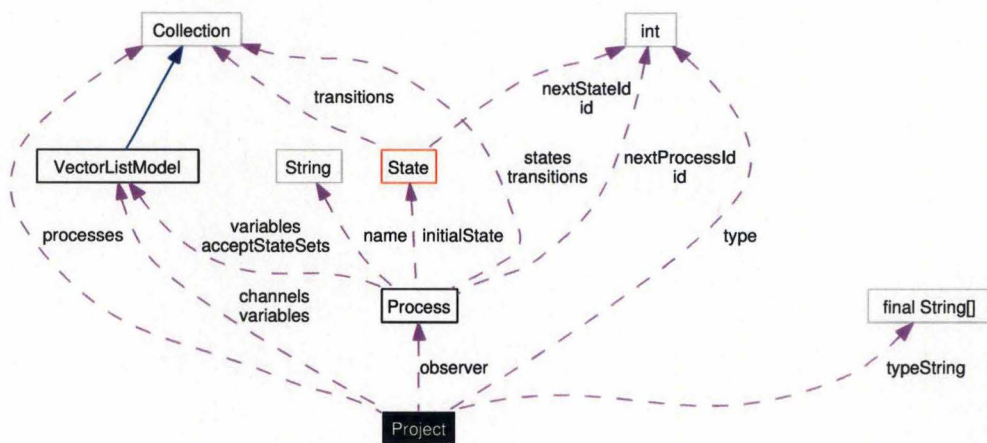 Collection
int
transitions
nextStateId
id
VectorListModel
String
State
states
transitions
nextProcessId
id
processes
variables
acceptStateSets
name
initialState
type
channels
variables
Process
final String[]
observer
typeString
Project